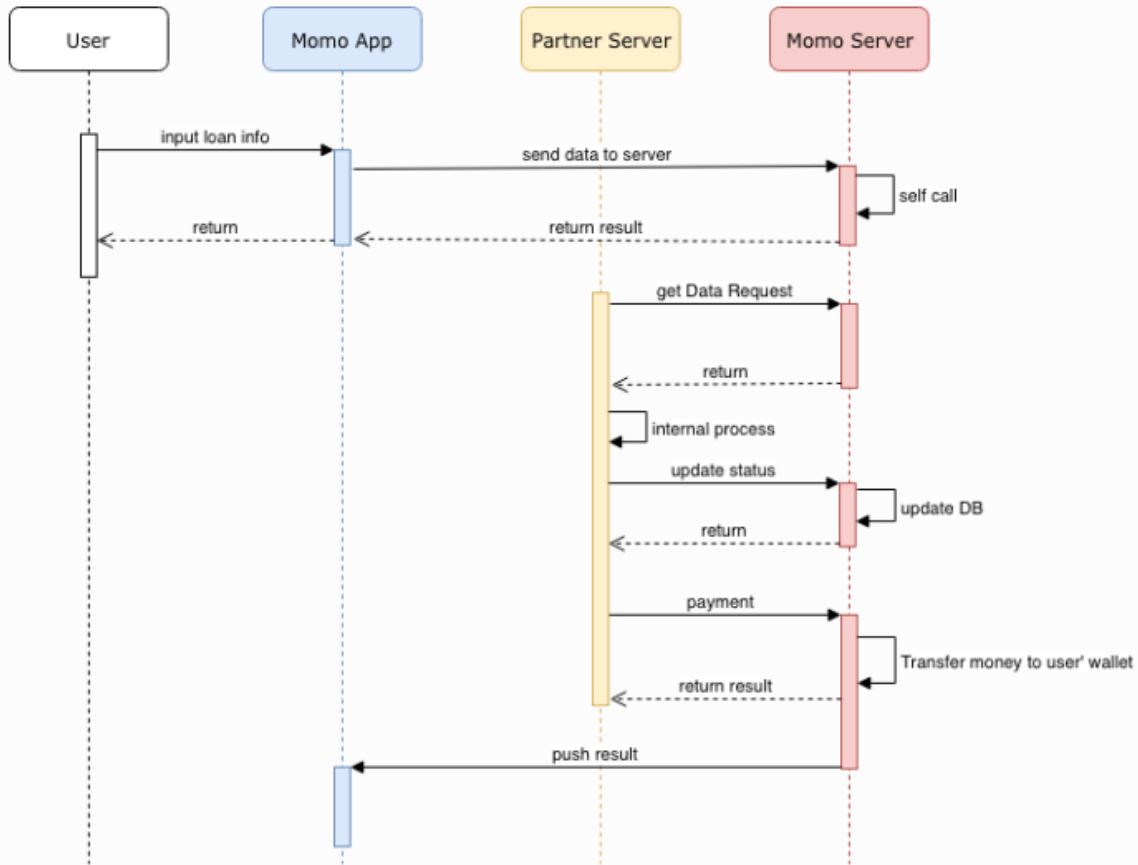 User
Momo App
Partner Server
Momo Server
input loan info
send data to server
self call
return
return result
get Data Request
return
internal process
update status
update DB
return
payment
Transfer money to user' wallet
return result
push result